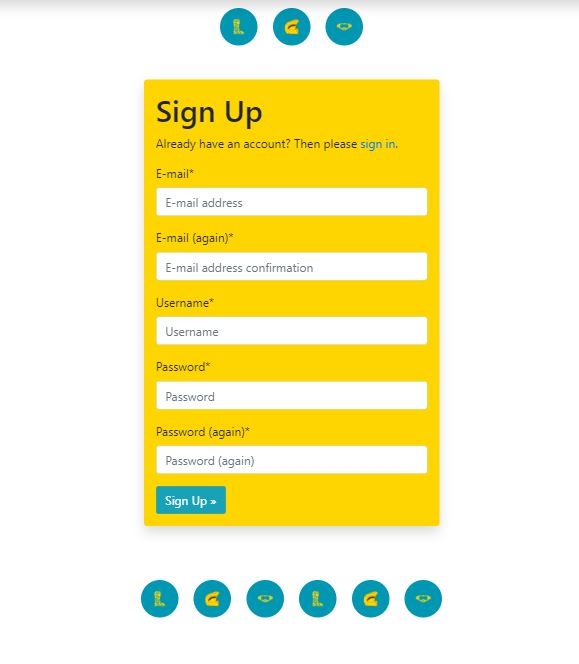 Sign Up
Already have an account? Then please sign in.
E-mail*
E-mail address
E-mail (again)*
E-mail address confirmation
Username*
Username
Password*
Password
Password (again)*
Password (again)
Sign Up »